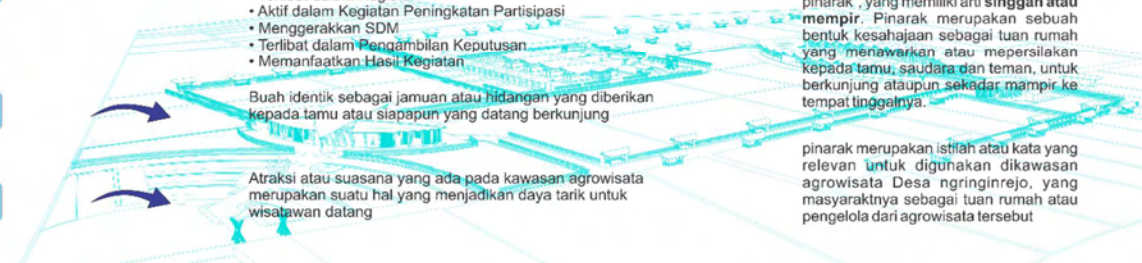 • Aktif dalam Kegiatan Peningkatan Partisipasi
• Menggerakkan SDM
• Terlibat dalam Pengambilan Keputusan
• Memanfaatkan Hasil Kegiatan
Buah identik sebagai jamuan atau hidangan yang diberikan
kepada tamu atau siapapun yang datang berkunjung
Atraksi atau suasana yang ada pada kawasan agrowisata
merupakan suatu hal yang menjadikan daya tarik untuk
wisatawan datang
pinarak , yang memiliki arti singgah atau
mempir. Pinarak merupakan sebuah
bentuk kesahajaan sebagai tuan rumah
yang menawarkan atau mepersilakan
kepada tamu, saudara dan teman, untuk
berkunjung ataupun sekadar mampir ke
tempat tinggalnya.
pinarak merupakan istilah atau kata yang
relevan untuk digunakan dikawasan
agrowisata Desa ngringinrejo, yang
masyaraktnya sebagai tuan rumah atau
pengelola dari agrowisata tersebut